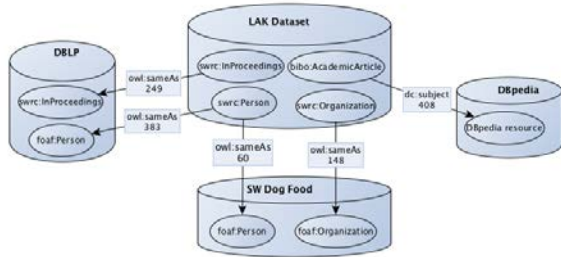 LAK Dataset
DBLP
swrc:InProceedings
bibo:AcademicArticle
owl:sameAs
249
swrc:InProceedings
swrc:Person
swrc:Organization
dc:subject
408
DBpedia
DBpedia resource
owl:sameAs
383
foaf:Person
owl:sameAs
60
owl:sameAs
148
SW Dog Food
foaf:Person
foaf:Organization